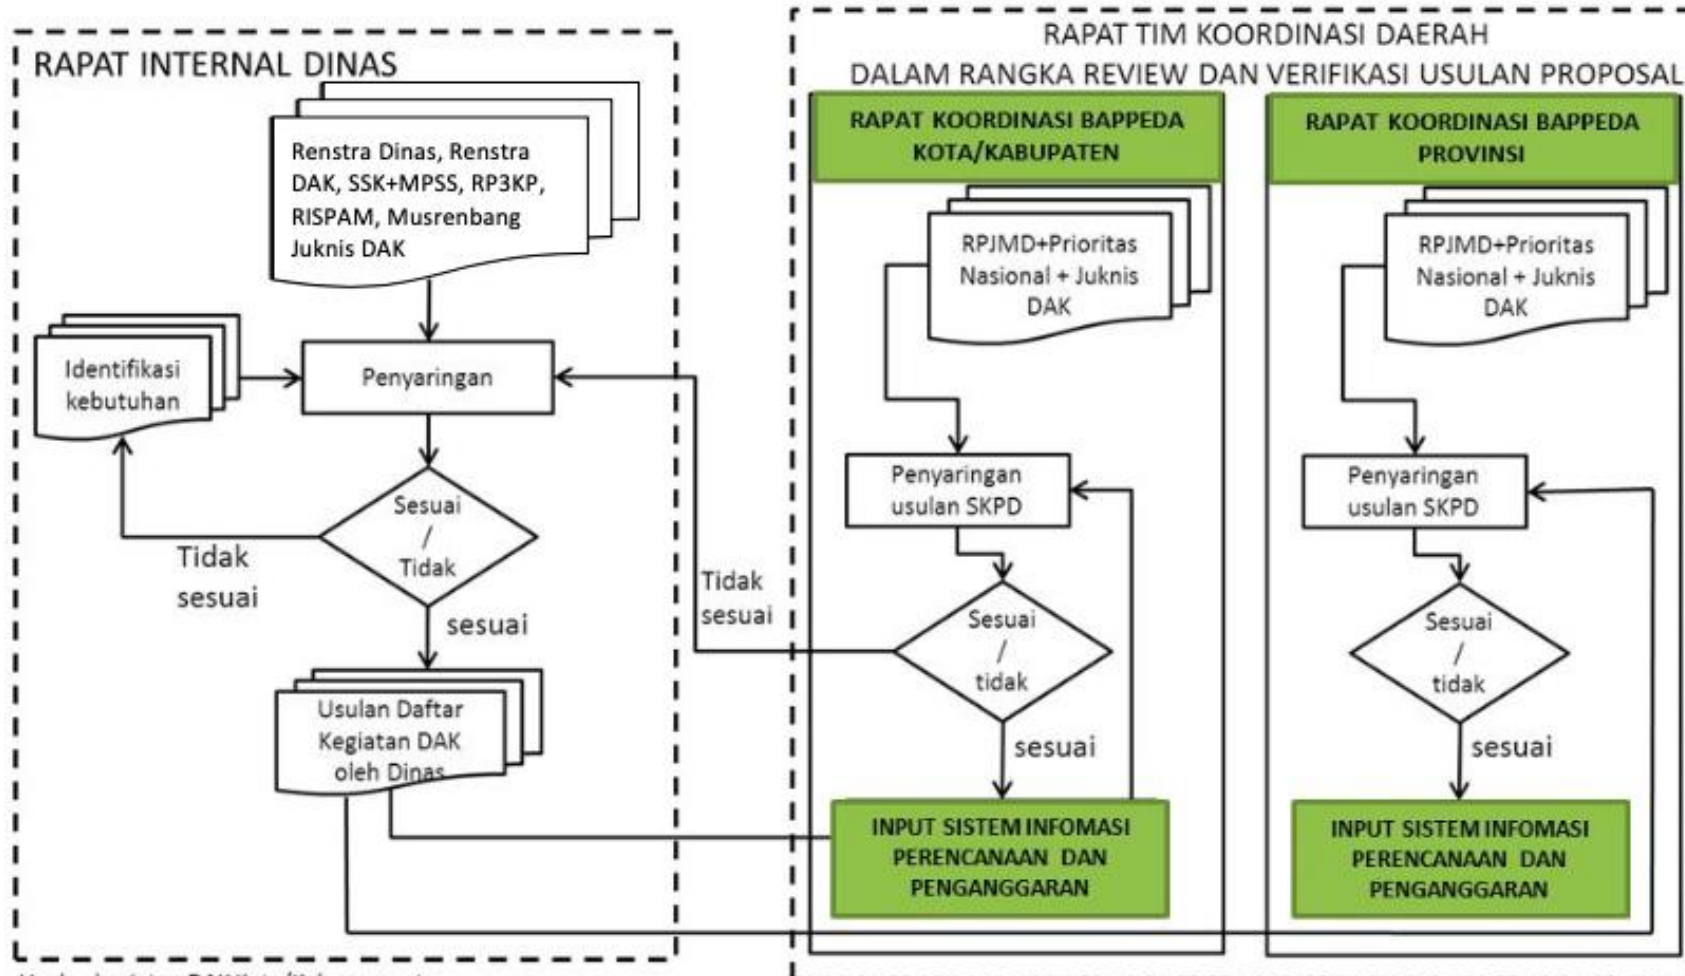 RAPAT INTERNAL DINAS
Renstra Dinas, Renstra
DAK, SSK+MPSS, RP3KP,
RISPAM, Musrenbang
Juknis DAK
Identifikasi
kebutuhan
Penyaringan
Sesuai
/
Tidak
Tidak
sesuai
sesuai
Usulan Daftar
Kegiatan DAK
oleh Dinas
Tidak
sesuai
RAPAT TIM KOORDINASI DAERAH
DALAM RANGKA REVIEW DAN VERIFIKASI USULAN PROPOSAL
RAPAT KOORDINASI BAPPEDA
KOTA/KABUPATEN
RPJMD+Prioritas
Nasional + Juknis
DAK
Penyaringan
usulan SKPD
Sesuai
/
tidak
sesuai
INPUT SISTEM INFOMASI
PERENCANAAN DAN
PENGANGGARAN
RAPAT KOORDINASI BAPPEDA
PROVINSI
RPJMD+Prioritas
Nasional + Juknis
DAK
Penyaringan
usulan SKPD
Sesuai
/
tidak
sesuai
INPUT SISTEM INFOMASI
PERENCANAAN DAN
PENGANGGARAN